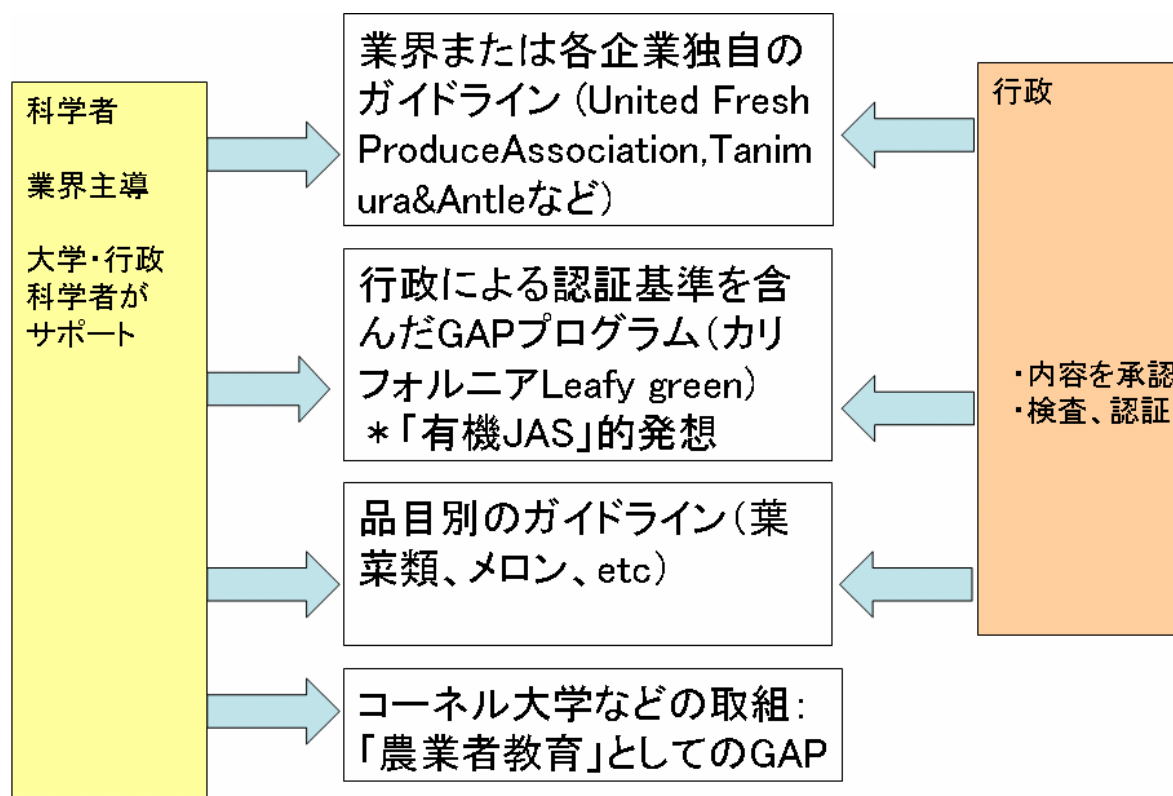 科学者
業界主導
大学・行政
科学者が
サポート
業界または各企業独自の
ガイドライン (United Fresh
ProduceAssociation,Tanim
ura&Antleなど)
行政による認証基準を含
んだGAPプログラム(カリ
フォルニアLeafy green)
*「有機JAS」的発想
品目別のガイドライン(葉
菜類、メロン、etc)
コーネル大学などの取組:
「農業者教育」としてのGAP
行政
・内容を承認
・検査、認証